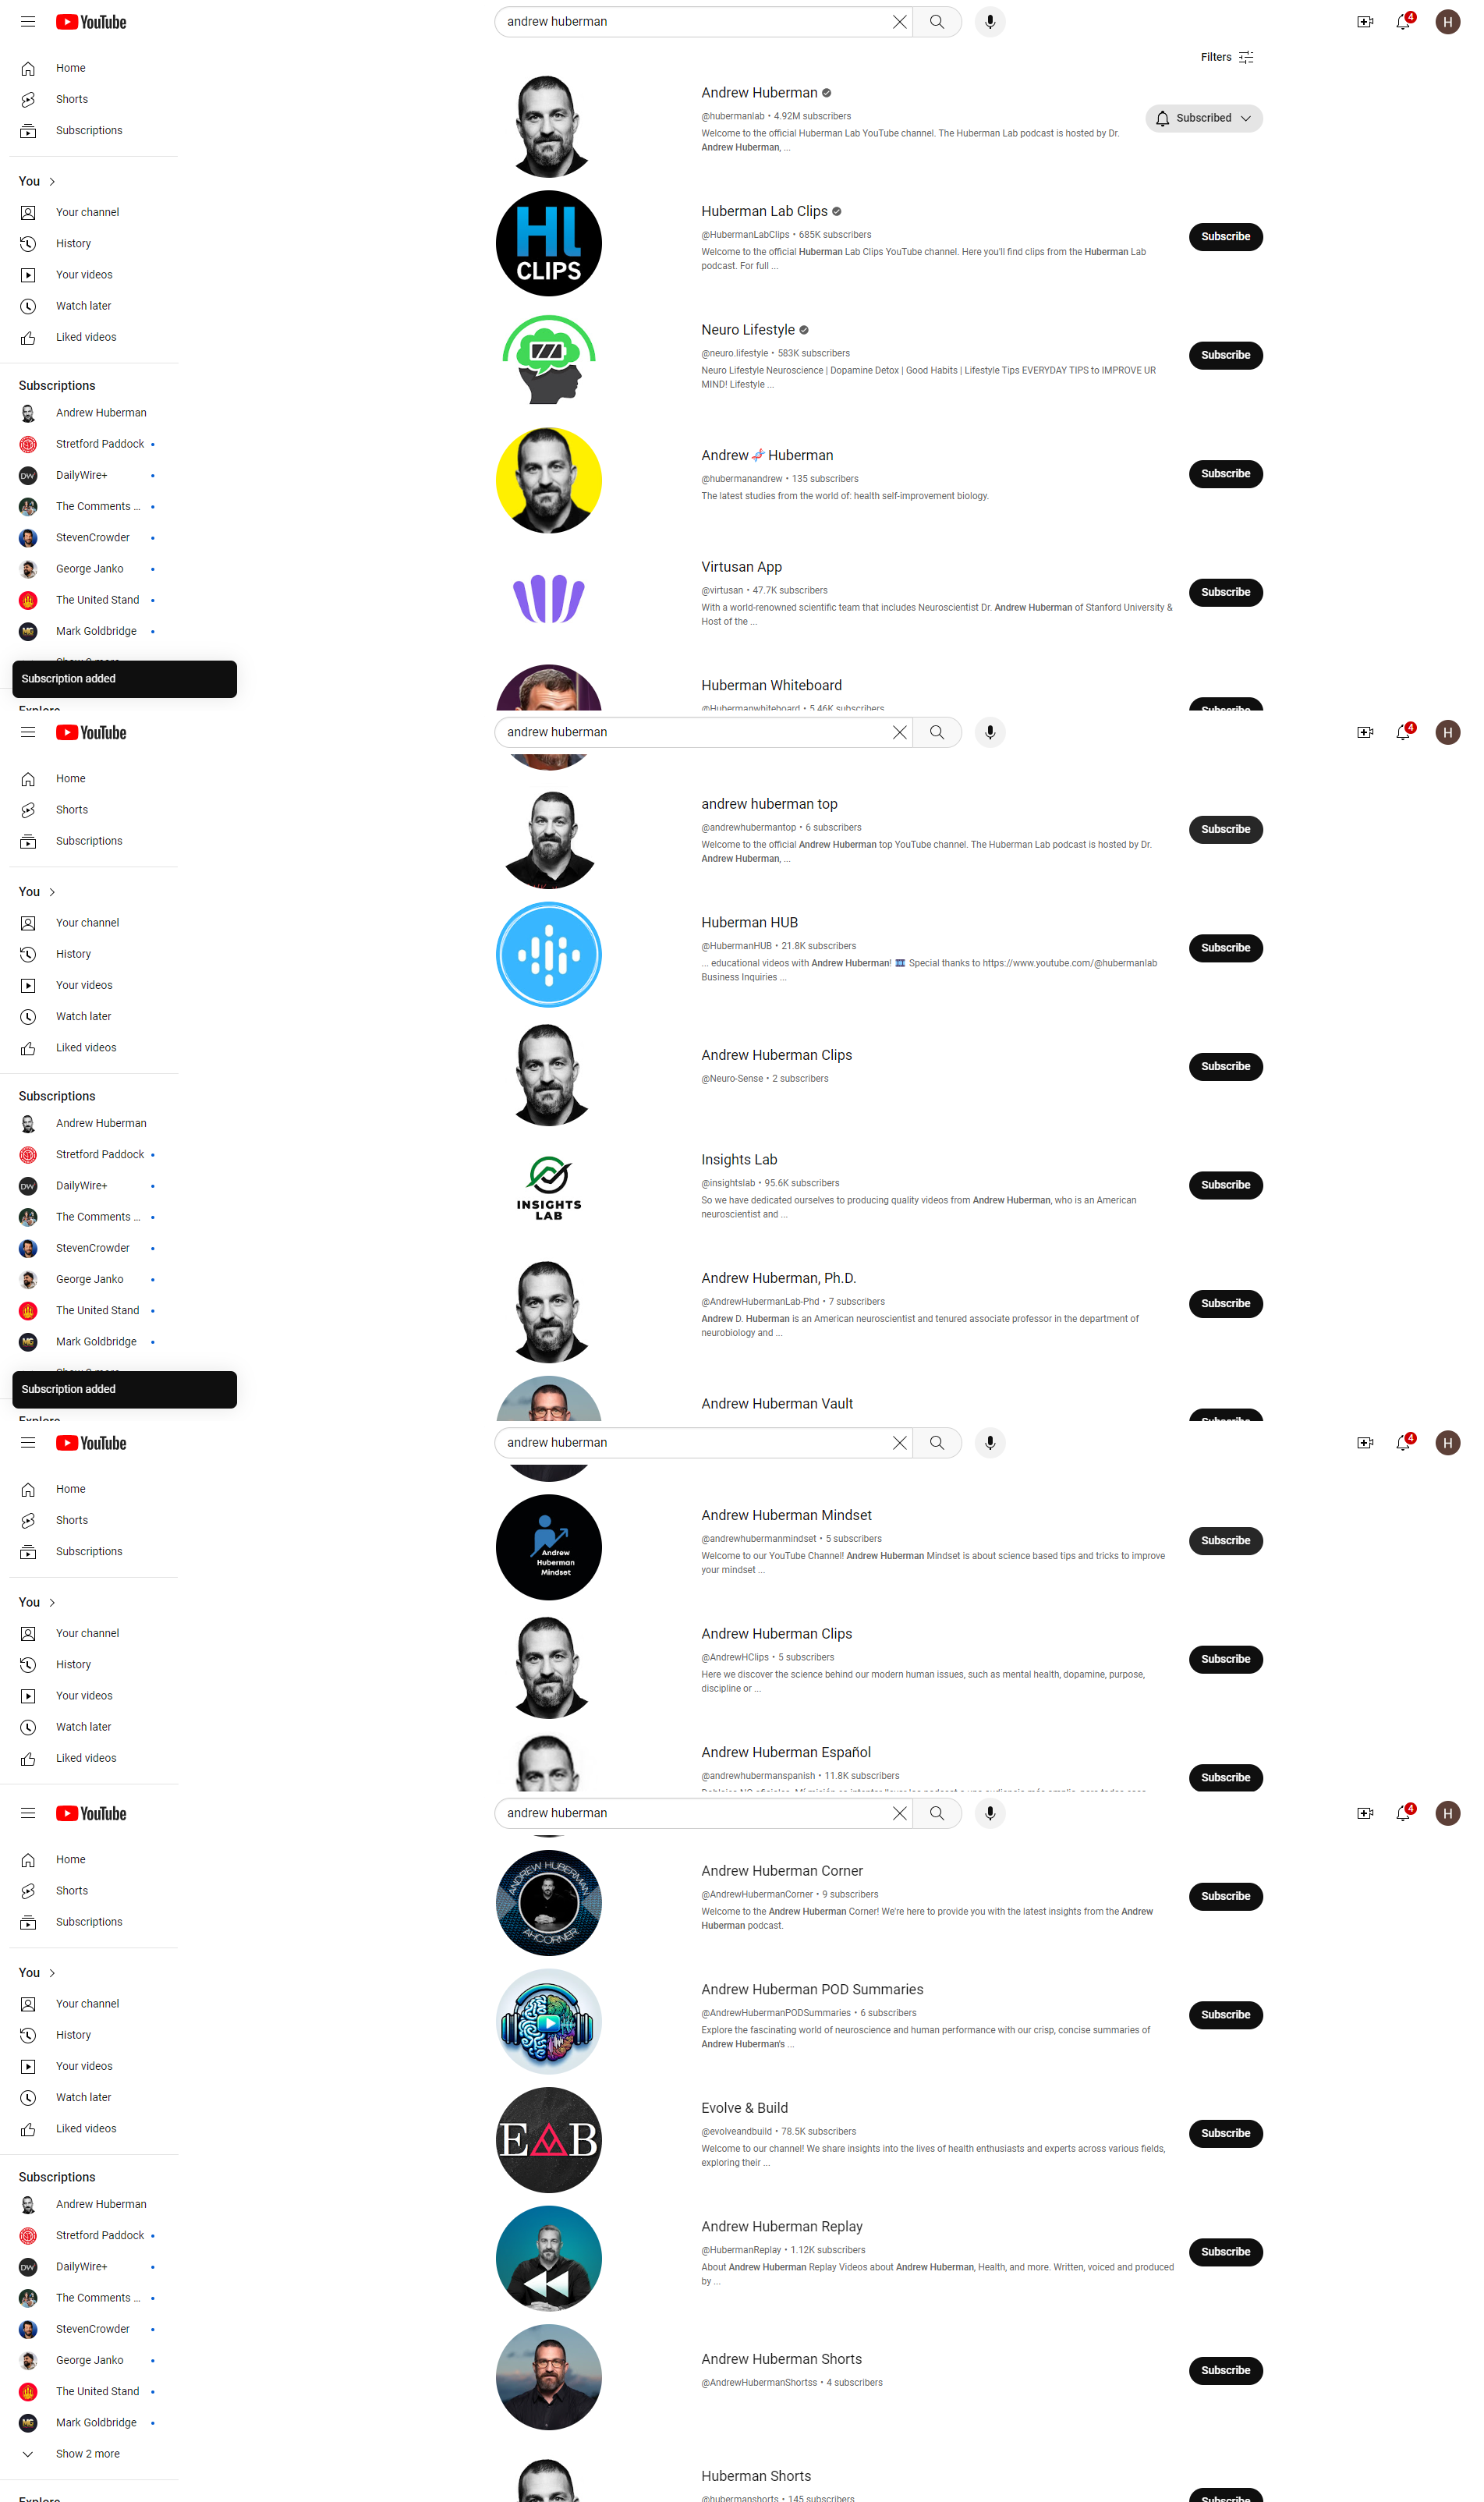 YouTube
andrew huberman
4
H
Home
Shorts
Subscriptions
You
Your channel
History
Your videos
Watch later
Liked videos
Subscriptions
Andrew Huberman
Stretford Paddock
DailyWire+
The Comments ...
StevenCrowder
George Janko
The United Stand
Mark Goldbridge
Subscription added
Filters
Andrew Huberman
@hubermanlab • 4.92M subscribers
Welcome to the official Huberman Lab YouTube channel. The Huberman Lab podcast is hosted by Dr.
Andrew Huberman, ...
Subscribed
HL
CLIPS
Huberman Lab Clips
@HubermanLabClips • 685K subscribers
Welcome to the official Huberman Lab Clips YouTube channel. Here you'll find clips from the Huberman Lab
podcast. For full ...
Subscribe
Neuro Lifestyle
@neuro.lifestyle • 583K subscribers
Neuro Lifestyle Neuroscience | Dopamine Detox | Good Habits | Lifestyle Tips EVERYDAY TIPS to IMPROVE UR
MIND! Lifestyle ...
Subscribe
Andrew🧬Huberman
@hubermanandrew • 135 subscribers
The latest studies from the world of: health self-improvement biology.
Subscribe
Virtusan App
@virtusan • 47.7K subscribers
With a world-renowned scientific team that includes Neuroscientist Dr. Andrew Huberman of Stanford University &
Host of the ...
Subscribe
Huberman Whiteboard
@Hubermanwhiteboard • 5.46K subscribers
Subscribe
YouTube
andrew huberman
4
H
Home
Shorts
Subscriptions
You
Your channel
History
Your videos
Watch later
Liked videos
Subscriptions
Andrew Huberman
Stretford Paddock
DailyWire+
The Comments ...
StevenCrowder
George Janko
The United Stand
Mark Goldbridge
Subscription added
andrew huberman top
@andrewhubermantop • 6 subscribers
Welcome to the official Andrew Huberman top YouTube channel. The Huberman Lab podcast is hosted by Dr.
Andrew Huberman, ...
Subscribe
Huberman HUB
@HubermanHUB • 21.8K subscribers
... educational videos with Andrew Huberman! 🎞 Special thanks to https://www.youtube.com/@hubermanlab
Business Inquiries ...
Subscribe
Andrew Huberman Clips
@Neuro-Sense • 2 subscribers
Subscribe
INSIGHTS
LAB
Insights Lab
@insightslab • 95.6K subscribers
So we have dedicated ourselves to producing quality videos from Andrew Huberman, who is an American
neuroscientist and ...
Subscribe
Andrew Huberman, Ph.D.
@AndrewHubermanLab-Phd • 7 subscribers
Andrew D. Huberman is an American neuroscientist and tenured associate professor in the department of
neurobiology and ...
Subscribe
Andrew Huberman Vault
Subscribe
YouTube
andrew huberman
4
H
Home
Shorts
Subscriptions
You
Your channel
History
Your videos
Watch later
Liked videos
Andrew
Huberman
Mindset
Andrew Huberman Mindset
@andrewhubermanmindset • 5 subscribers
Welcome to our YouTube Channel! Andrew Huberman Mindset is about science based tips and tricks to improve
your mindset ...
Subscribe
Andrew Huberman Clips
@AndrewHClips • 5 subscribers
Here we discover the science behind our modern human issues, such as mental health, dopamine, purpose,
discipline or ...
Subscribe
Andrew Huberman Español
@andrewhubermanspanish • 11.8K subscribers
Subscribe
YouTube
andrew huberman
4
H
Home
Shorts
Subscriptions
You
Your channel
History
Your videos
Watch later
Liked videos
Subscriptions
Andrew Huberman
Stretford Paddock
DailyWire+
The Comments ...
StevenCrowder
George Janko
The United Stand
Mark Goldbridge
Show 2 more
Explore
ANDREW HUBERMAN
AHCORNER
Andrew Huberman Corner
@AndrewHubermanCorner • 9 subscribers
Welcome to the Andrew Huberman Corner! We're here to provide you with the latest insights from the Andrew
Huberman podcast.
Subscribe
Andrew Huberman POD Summaries
@AndrewHubermanPODSummaries • 6 subscribers
Explore the fascinating world of neuroscience and human performance with our crisp, concise summaries of
Andrew Huberman's ...
Subscribe
Evolve & Build
@evolveandbuild • 78.5K subscribers
Welcome to our channel! We share insights into the lives of health enthusiasts and experts across various fields,
exploring their ...
Subscribe
Andrew Huberman Replay
@HubermanReplay • 1.12K subscribers
About Andrew Huberman Replay Videos about Andrew Huberman, Health, and more. Written, voiced and produced
by ...
Subscribe
Andrew Huberman Shorts
@AndrewHubermanShortss • 4 subscribers
Subscribe
Huberman Shorts
@hubermanshorts • 145 subscribers
Subscribe